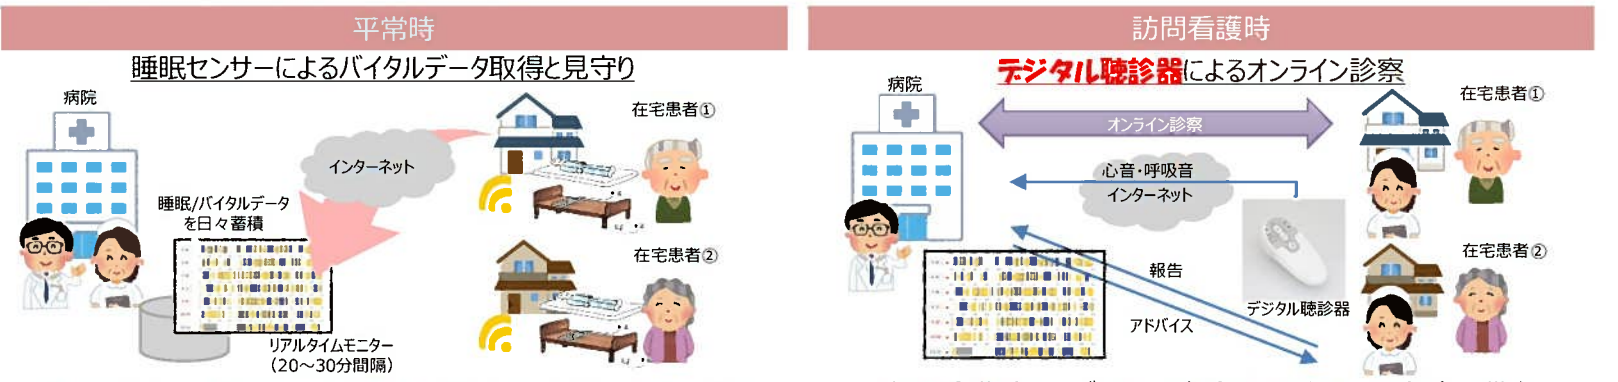 平常時
睡眠センサーによるバイタルデータ取得と見守り
病院
在宅患者①
インターネット
睡眠/バイタルデータ
を日々蓄積
在宅患者②
リアルタイムモニター
(20～30分間隔)
訪問看護時
デジタル聴診器によるオンライン診察
病院
在宅患者①
オンライン診察
心音・呼吸音
インターネット
在宅患者②
報告
デジタル聴診器
アドバイス